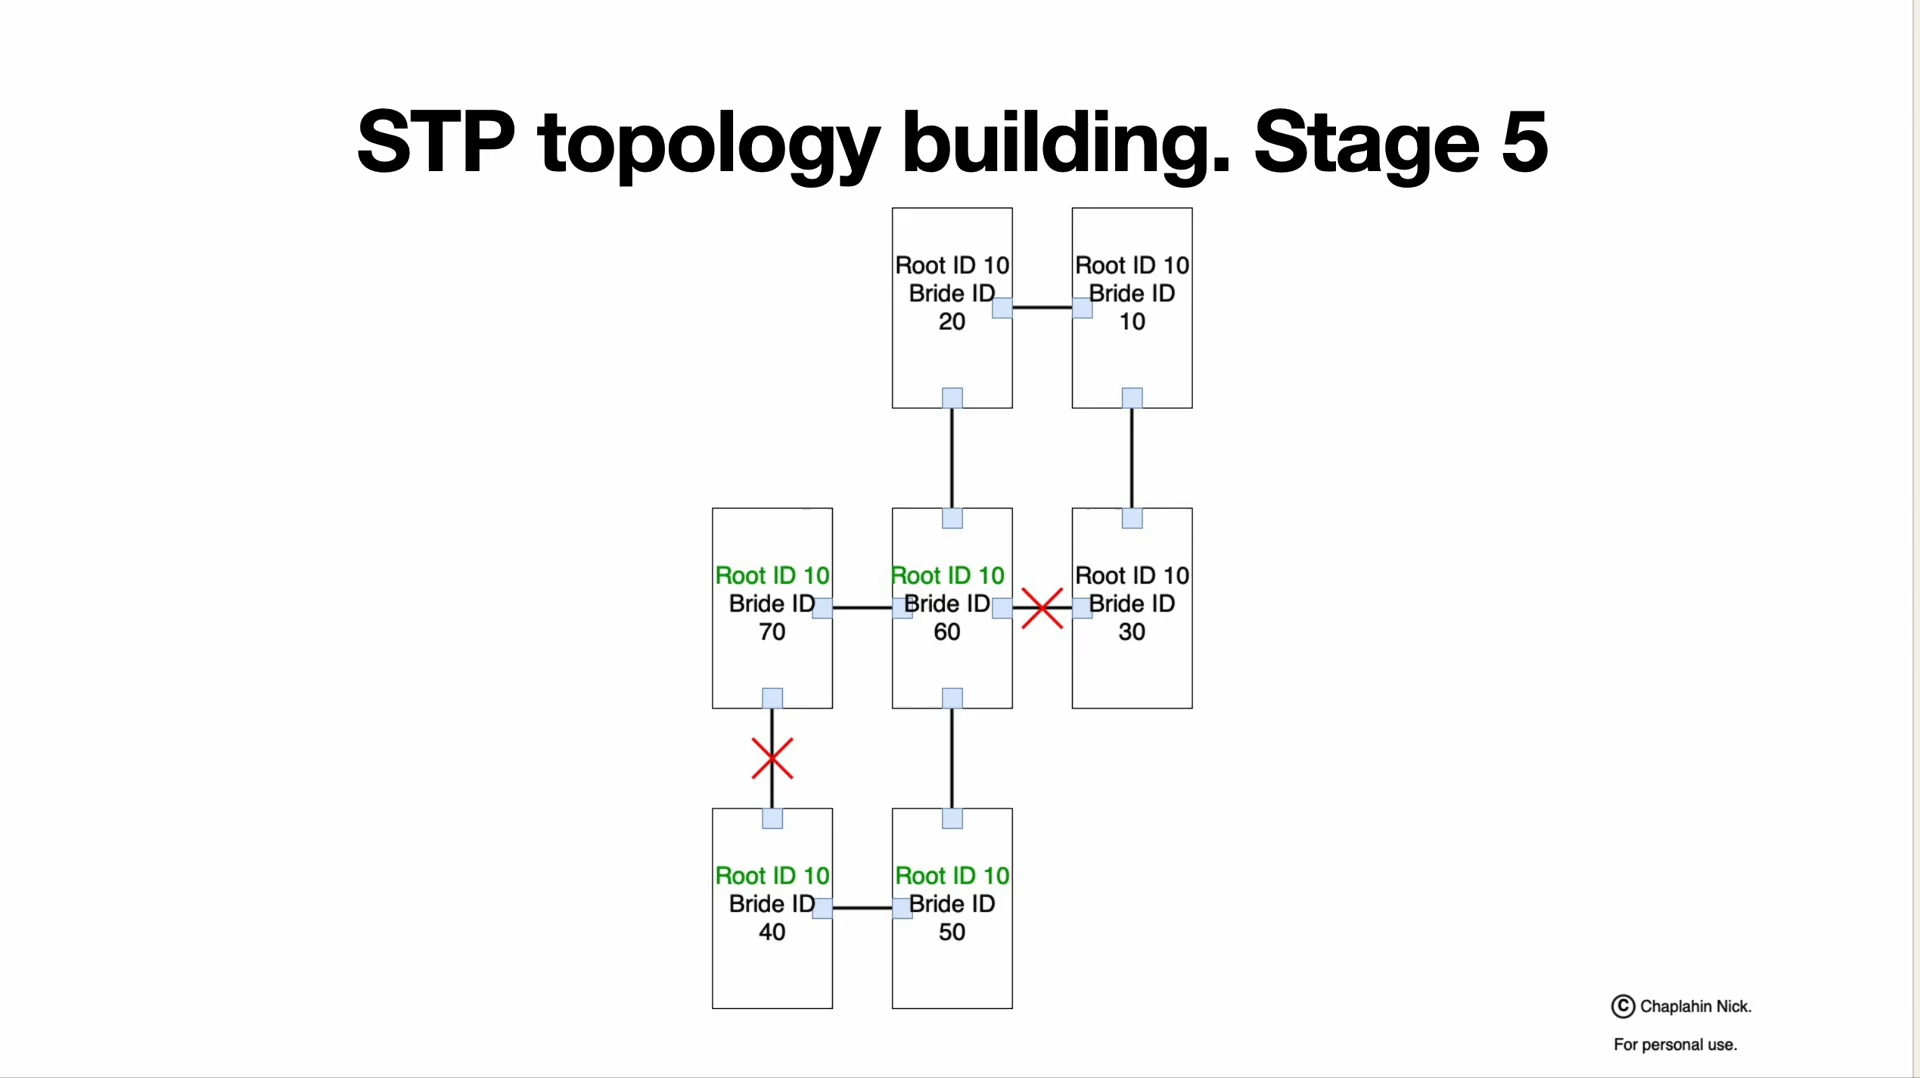 STP topology building. Stage 5
Root ID 10
Bride ID
20
Root ID 10
Bride ID
10
Root ID 10
Bride ID
70
Root ID 10
Bride ID
60
Root ID 10
Bride ID
30
Root ID 10
Bride ID
40
Root ID 10
Bride ID
50
© Chaplahin Nick.
For personal use.